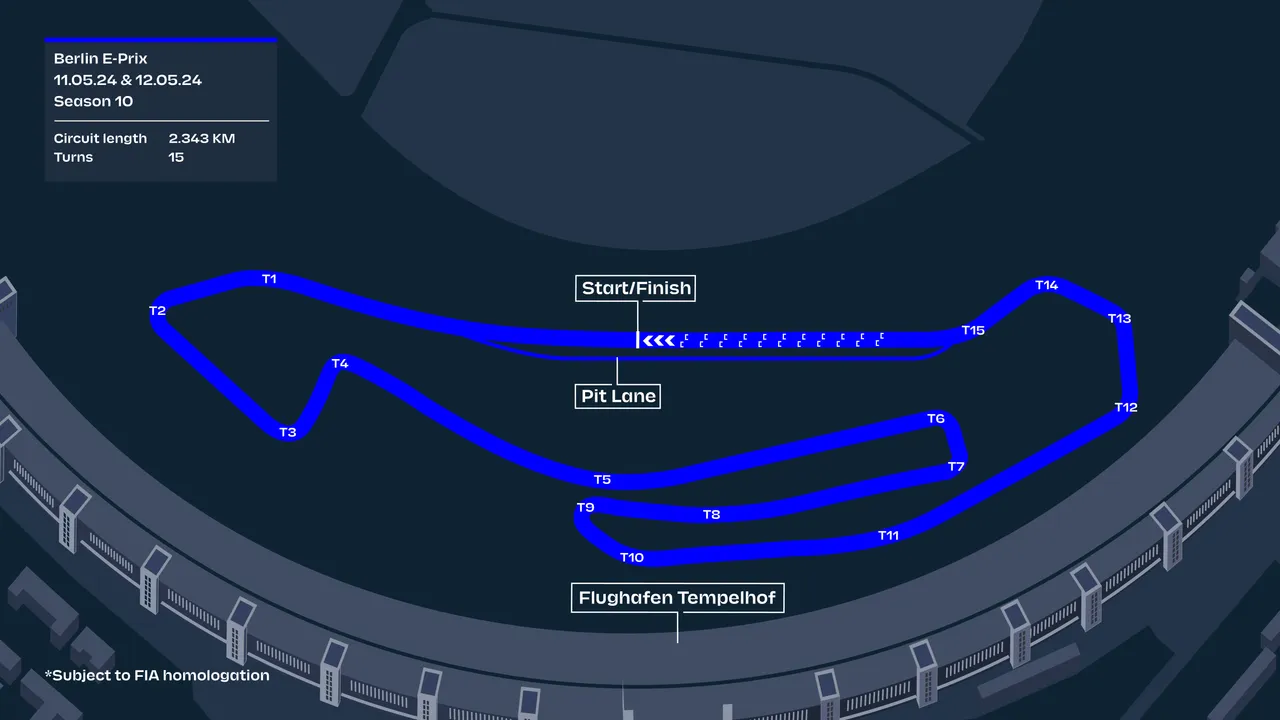 Berlin E-Prix
11.05.24 & 12.05.24
Season 10
Circuit length 2.343 KM
Turns 15
T1
T2
T3
T4
Start/Finish
Pit Lane
T14
T13
T15
T12
T6
T7
T5
T9
T8
T10
T11
Flughafen Tempelhof
*Subject to FIA homologation